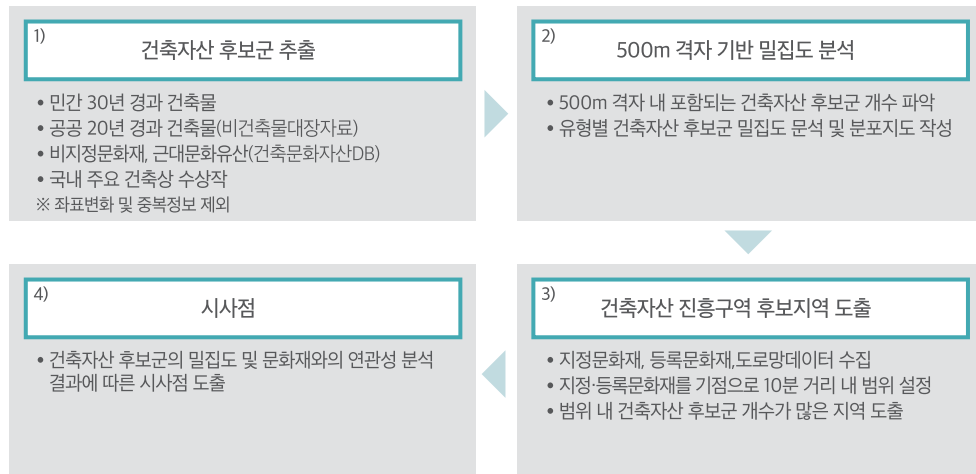 1)
건축자산 후보군 추출
• 민간 30년 경과 건축물
• 공공 20년 경과 건축물(비건축물대장자료)
• 비지정문화재, 근대문화유산(건축문화자산DB)
• 국내 주요 건축상 수상작
※ 좌표변화 및 중복정보 제외
2)
500m 격자 기반 밀집도 분석
• 500m 격자 내 포함되는 건축자산 후보군 개수 파악
• 유형별 건축자산 후보군 밀집도 문석 및 분포지도 작성
3)
건축자산 진흥구역 후보지역 도출
• 지정문화재, 등록문화재,도로망데이터 수집
• 지정·등록문화재를 기점으로 10분 거리 내 범위 설정
• 범위 내 건축자산 후보군 개수가 많은 지역 도출
4)
시사점
• 건축자산 후보군의 밀집도 및 문화재와의 연관성 분석
결과에 따른 시사점 도출